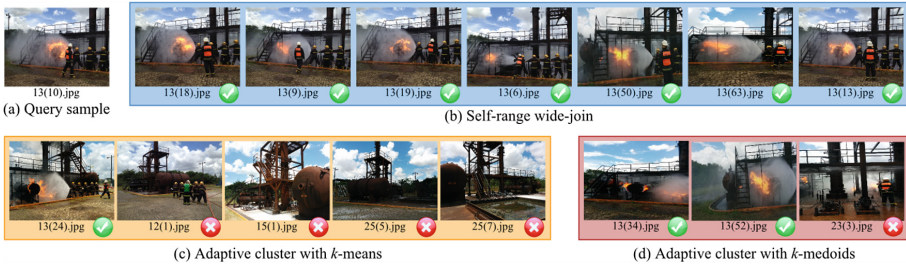 13(10).jpg
(a) Query sample
13(18).jpg 13(9).jpg 13(19).jpg 13(6).jpg 13(50).jpg 13(63).jpg 13(13).jpg
(b) Self-range wide-join
13(24).jpg 12(1).jpg 15(1).jpg 25(5).jpg 25(7).jpg
(c) Adaptive cluster with k-means
13(34).jpg 13(52).jpg 23(3).jpg
(d) Adaptive cluster with k-medoids